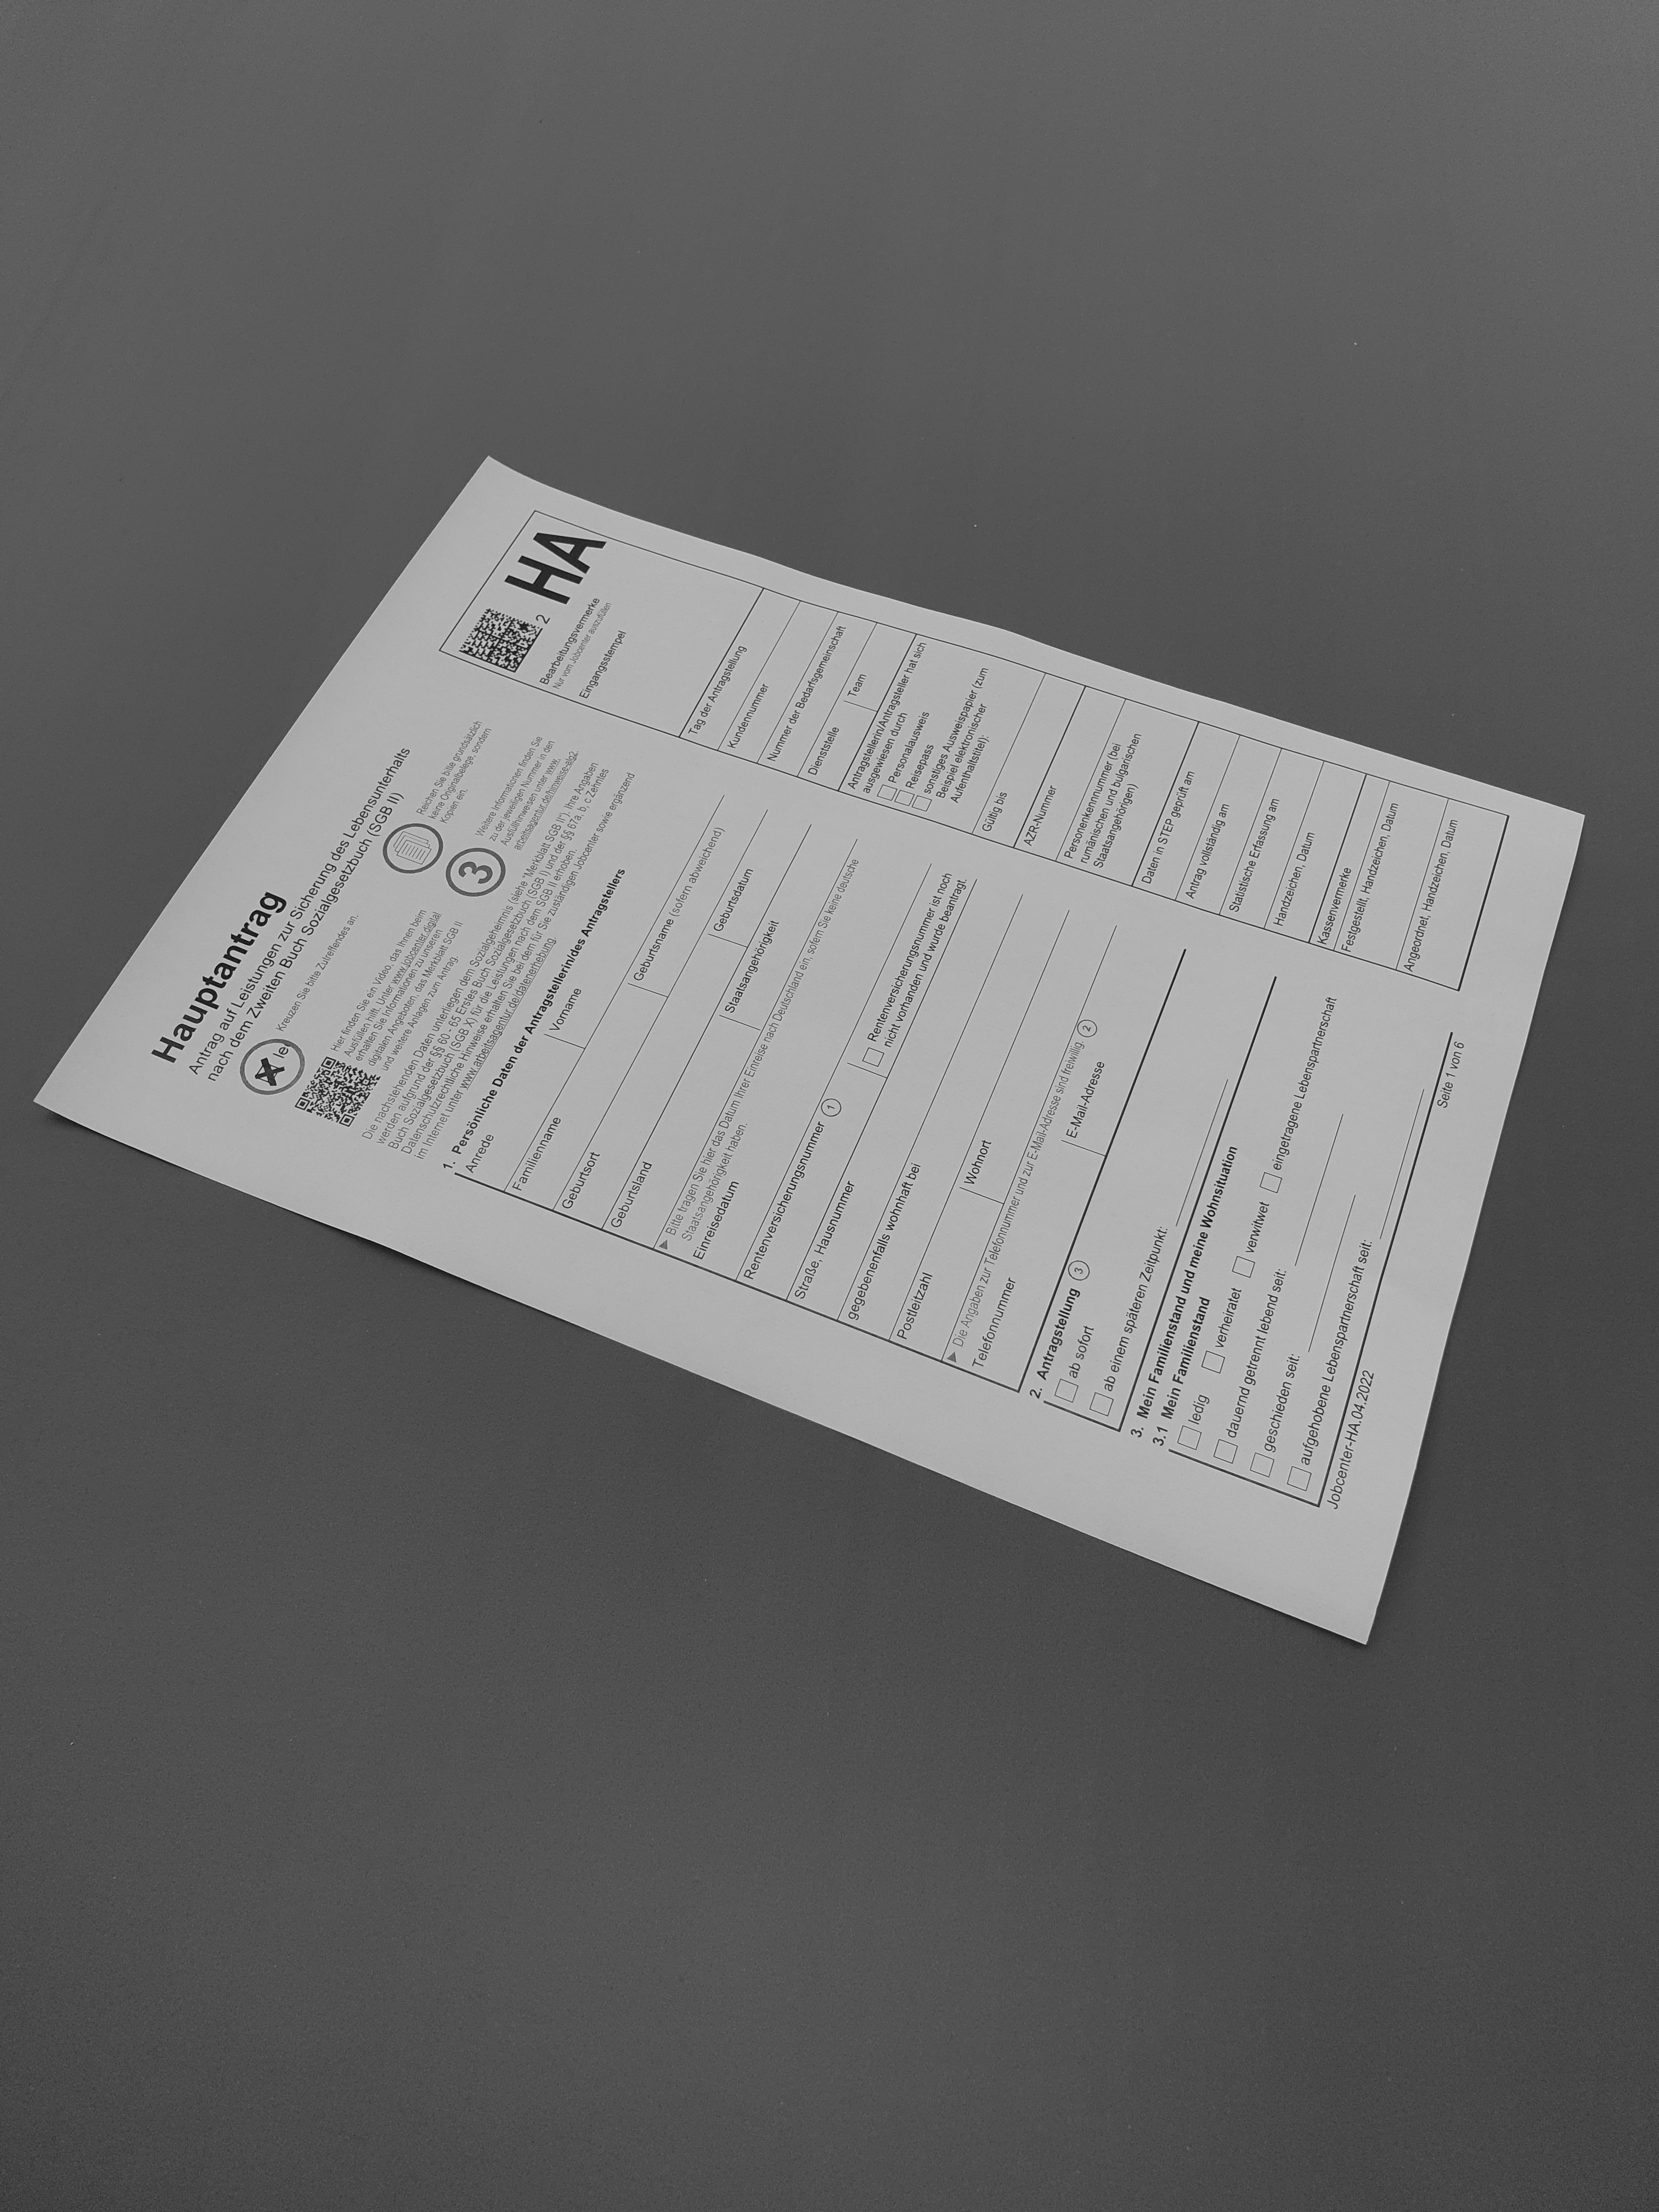 Hauptantrag
Antrag auf Leistungen zur Sicherung des Lebensunterhalts
nach dem Zweiten Buch Sozialgesetzbuch (SGB II)
le
Kreuzen Sie bitte Zutreffendes an.
Reichen Sie bitte grundsätzlich
keine Originalbelege, sondern
Kopien ein.
Hier finden Sie ein Video, das Ihnen beim
Ausfüllen hilft. Unter www.jobcenter.digital
erhalten Sie Informationen zu unseren
digitalen Angeboten, das Merkblatt SGB II
und weitere Anlagen zum Antrag.
3
Weitere Informationen finden Sie
zu der jeweiligen Nummer in den
Ausfüllhinweisen unter www.
arbeitsagentur.de/hinweise-alg2.
Die nachstehenden Daten unterliegen dem Sozialgeheimnis (siehe "Merkblatt SGB II"). Ihre Angaben
werden aufgrund der §§ 60 - 65 Erstes Buch Sozialgesetzbuch (SGB I) und der §§ 67a, b, c Zehntes
Buch Sozialgesetzbuch (SGB X) für die Leistungen nach dem SGB II erhoben.
Datenschutzrechtliche Hinweise erhalten Sie bei dem für Sie zuständigen Jobcenter sowie ergänzend
im Internet unter www.arbeitsagentur.de/datenerhebung.
1. Persönliche Daten der Antragstellerin/des Antragstellers
Anrede
Vorname
Familienname
Geburtsname (sofern abweichend)
Geburtsort
Geburtsdatum
Geburtsland
Staatsangehörigkeit
▶ Bitte tragen Sie hier das Datum Ihrer Einreise nach Deutschland ein, sofern Sie keine deutsche
Staatsangehörigkeit haben.
Einreisedatum
Rentenversicherungsnummer 1
Rentenversicherungsnummer ist noch
nicht vorhanden und wurde beantragt.
Straße, Hausnummer
gegebenenfalls wohnhaft bei
Postleitzahl
Wohnort
▶ Die Angaben zur Telefonnummer und zur E-Mail-Adresse sind freiwillig. 2
Telefonnummer
E-Mail-Adresse
2. Antragstellung 3
ab sofort
ab einem späteren Zeitpunkt:
3. Mein Familienstand und meine Wohnsituation
3.1 Mein Familienstand
ledig
verheiratet
verwitwet
eingetragene Lebenspartnerschaft
dauernd getrennt lebend seit:
geschieden seit:
aufgehobene Lebenspartnerschaft seit:
Jobcenter-HA.04.2022
Seite 1 von 6
2
HA
Bearbeitungsvermerke
Nur vom Jobcenter auszufüllen
Eingangsstempel
Tag der Antragstellung
Kundennummer
Nummer der Bedarfsgemeinschaft
Dienststelle
Team
Antragstellerin/Antragsteller hat sich
ausgewiesen durch
Personalausweis
Reisepass
sonstiges Ausweispapier (zum
Beispiel elektronischer
Aufenthaltstitel):
Gültig bis
AZR-Nummer
Personenkennnummer (bei
rumänischen und bulgarischen
Staatsangehörigen)
Daten in STEP geprüft am
Antrag vollständig am
Statistische Erfassung am
Handzeichen, Datum
Kassenvermerke
Festgestellt, Handzeichen, Datum
Angeordnet, Handzeichen, Datum